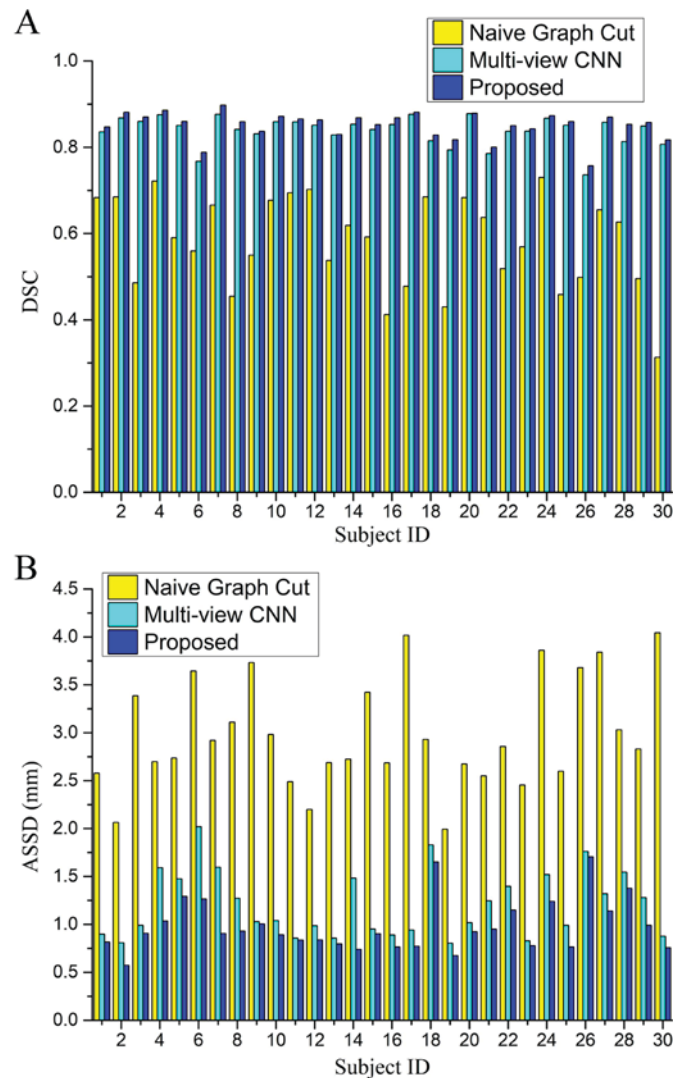 A
Naive Graph Cut
Multi-view CNN
Proposed
1.0
0.8
0.6
0.4
0.2
0.0
DSC
2 4 6 8 10 12 14 16 18 20 22 24 26 28 30
Subject ID
B
Naive Graph Cut
Multi-view CNN
Proposed
4.5
4.0
3.5
3.0
2.5
2.0
1.5
1.0
0.5
0.0
ASSD (mm)
2 4 6 8 10 12 14 16 18 20 22 24 26 28 30
Subject ID